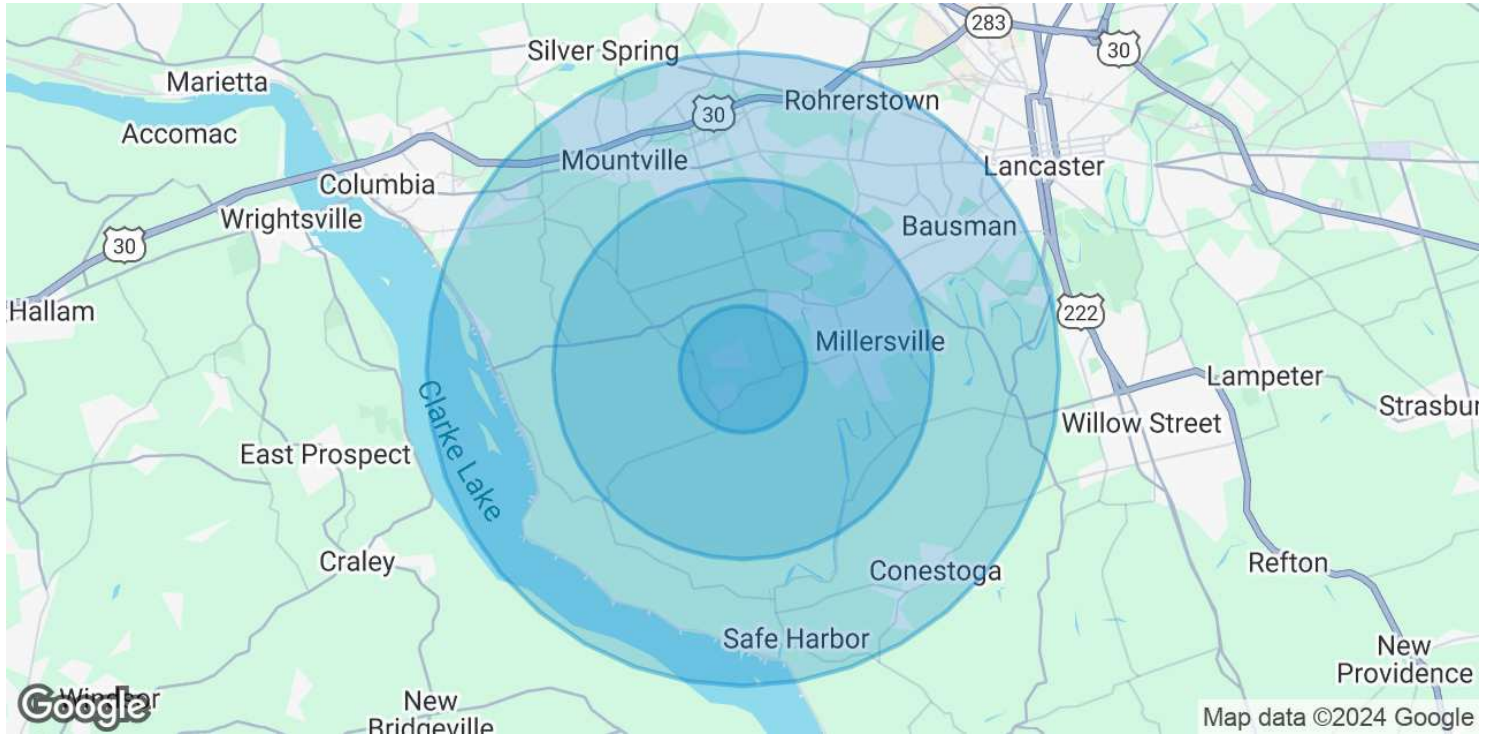 283
30
Silver Spring
Marietta
Rohrerstown
30
Accomac
Mountville
Lancaster
Columbia
Wrightsville
Bausman
30
Hallam
222
Millersville
Lampeter
Strasbur
Clarke Lake
Willow Street
East Prospect
Craley
Conestoga
Refton
Safe Harbor
New
Providence
Windsor
Google
New
Bridgeville
Map data ©2024 Google